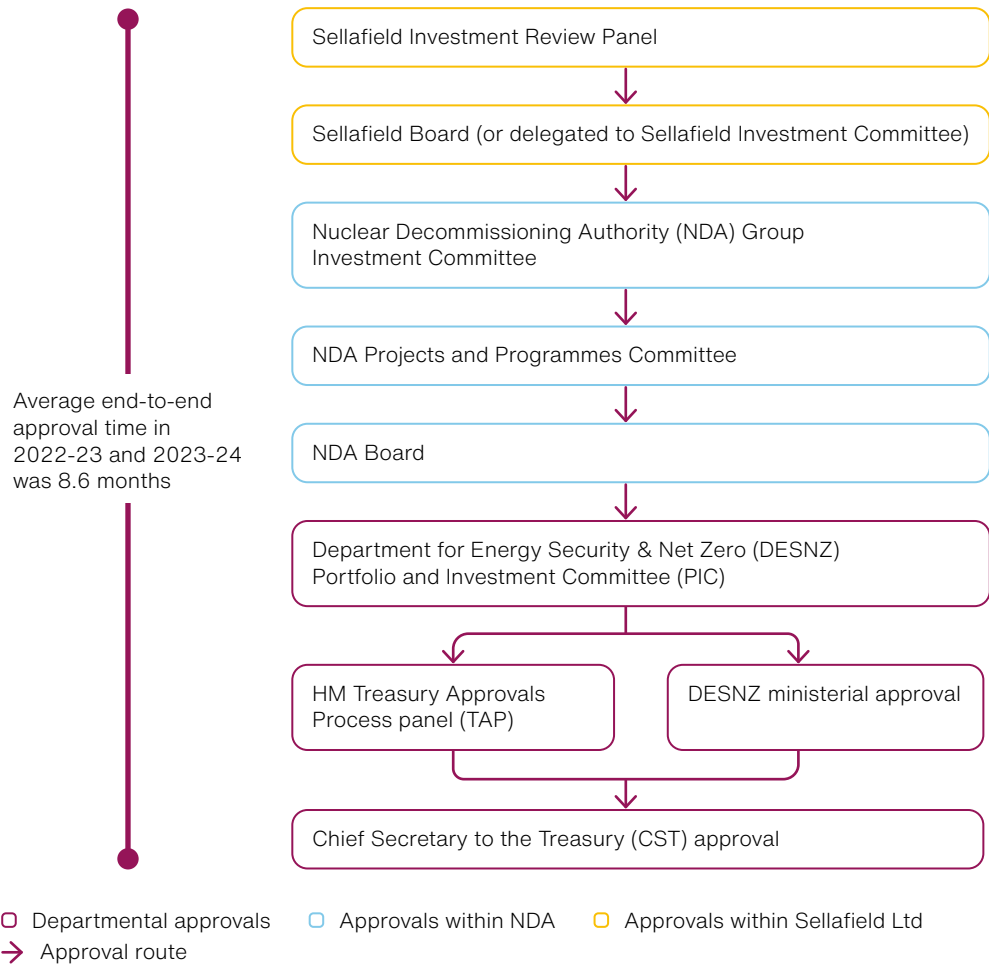 Sellafield Investment Review Panel
Sellafield Board (or delegated to Sellafield Investment Committee)
Nuclear Decommissioning Authority (NDA) Group
Investment Committee
NDA Projects and Programmes Committee
Average end-to-end
approval time in
2022-23 and 2023-24
was 8.6 months
NDA Board
Department for Energy Security & Net Zero (DESNZ)
Portfolio and Investment Committee (PIC)
HM Treasury Approvals
Process panel (TAP)
DESNZ ministerial approval
Chief Secretary to the Treasury (CST) approval
Departmental approvals
Approvals within NDA
Approvals within Sellafield Ltd
Approval route